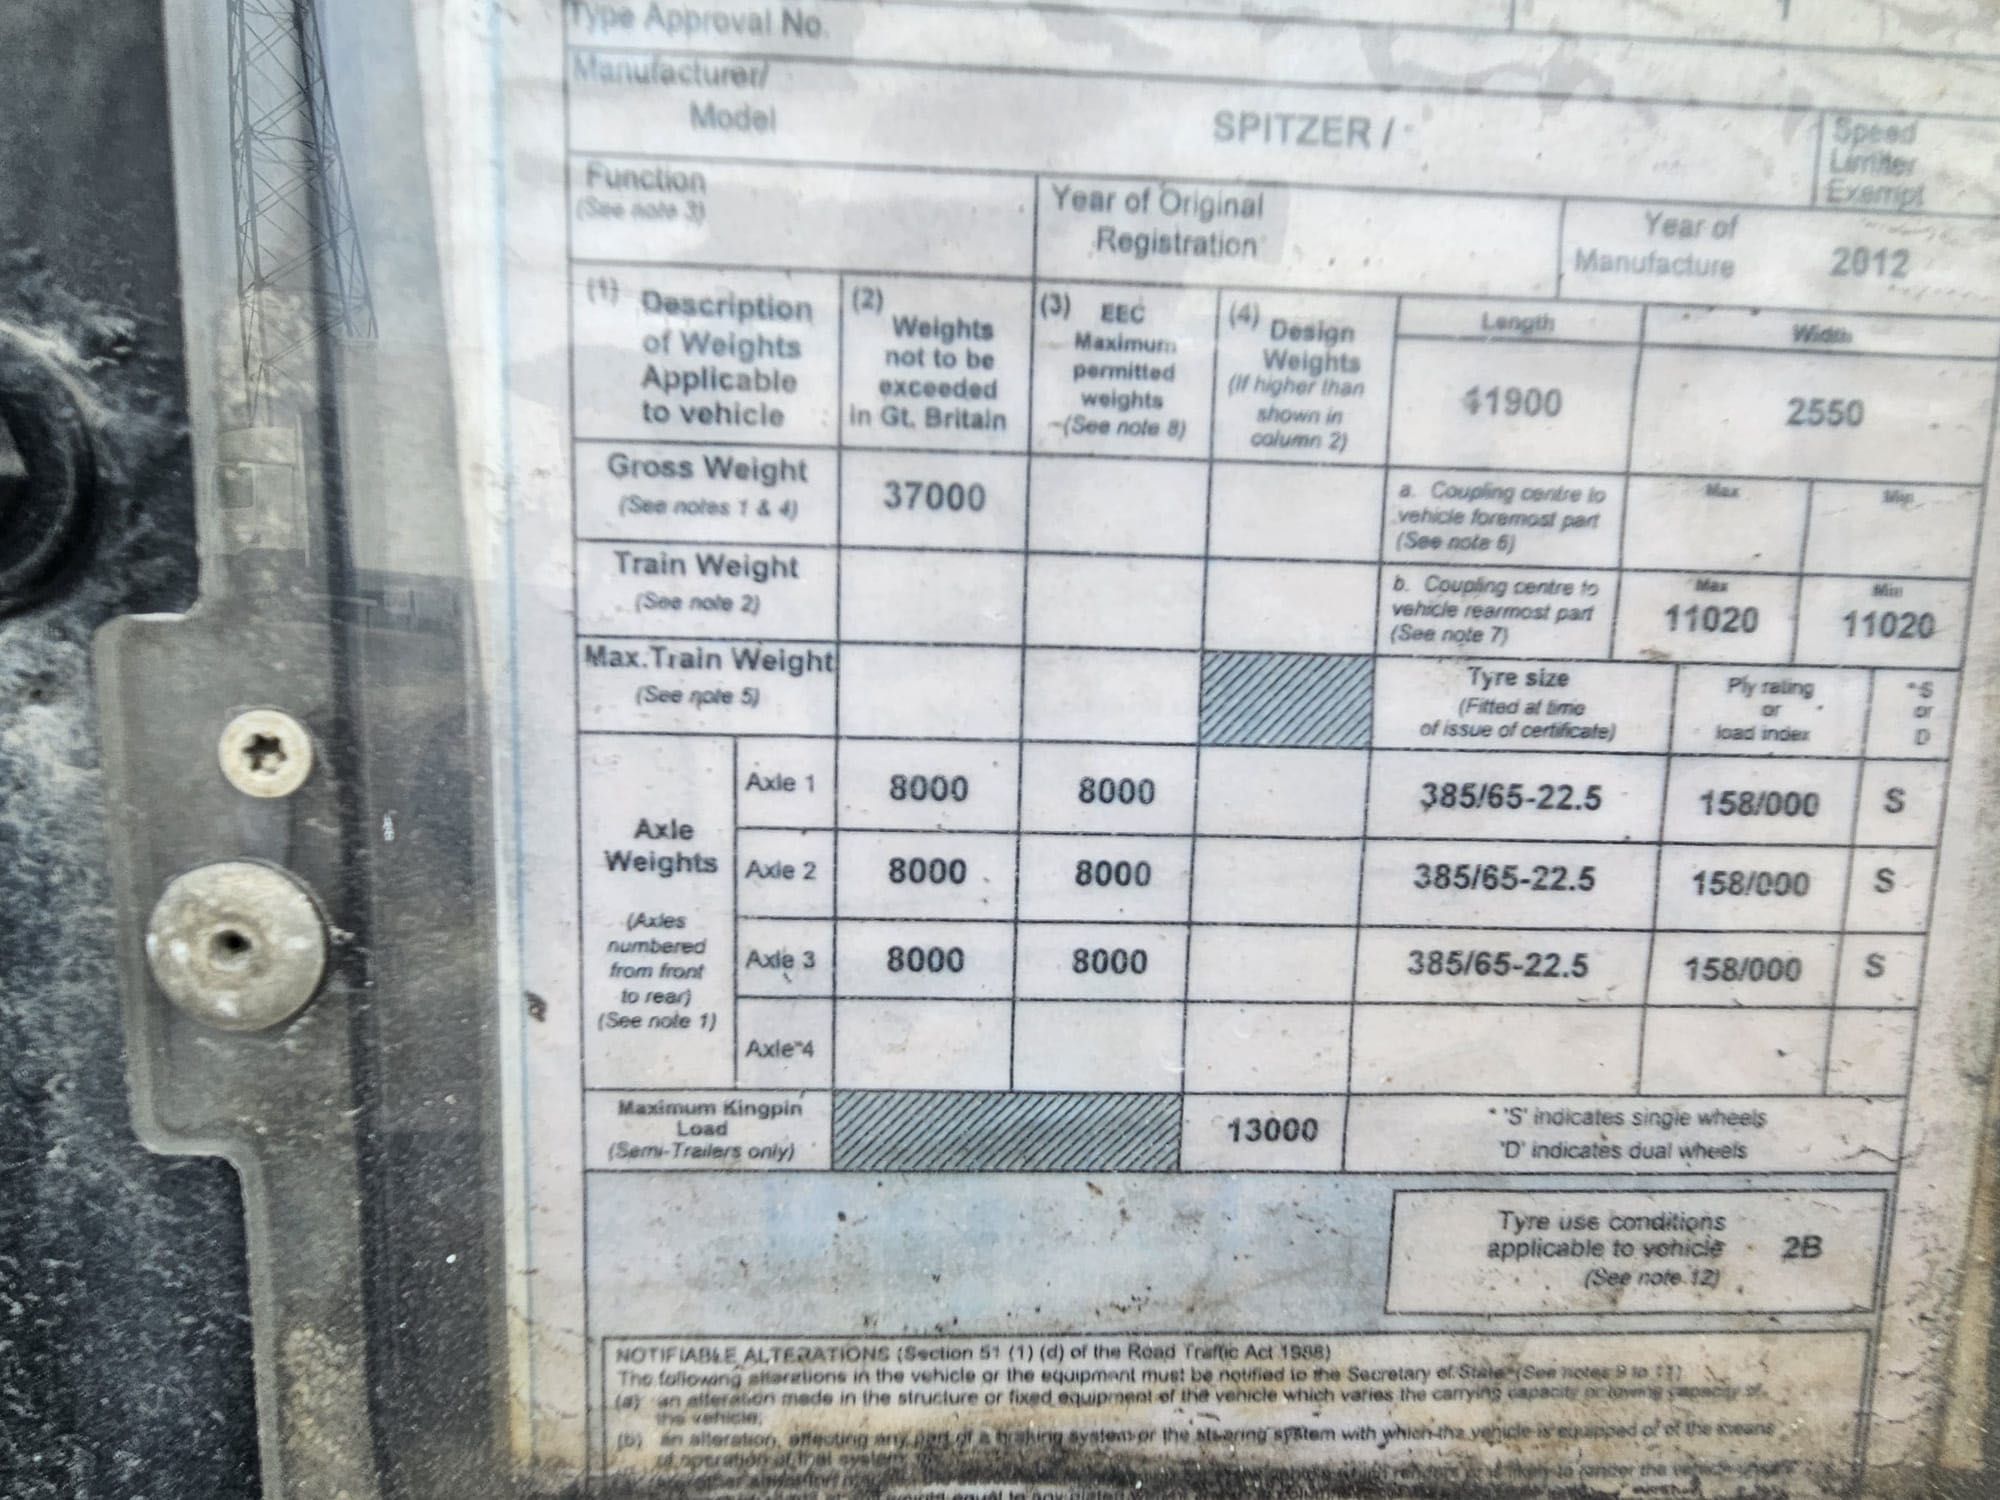 Type Approval No.
Manufacturer/
Model
SPITZER /
Speed
Limiter
Exempt
Function
(See note 3)
Year of Original
Registration
Year of
Manufacture
2012
(1) Description
of Weights
Applicable
to vehicle
(2) Weights
not to be
exceeded
in Gt. Britain
(3) EEC
Maximum
permitted
weights
(See note 8)
(4) Design
Weights
(If higher than
shown in
column 2)
Length
Width
11900
2550
Gross Weight
(See notes 1 & 4)
37000
a. Coupling centre to
vehicle foremost part
(See note 6)
Max
Min
Train Weight
(See note 2)
b. Coupling centre to
vehicle rearmost part
(See note 7)
Max
11020
Min
11020
Max.Train Weight
(See note 5)
Tyre size
(Fitted at time
of issue of certificate)
Ply rating
or
load index
*S
or
D
Axle
Weights
(Axles
numbered
from front
to rear)
(See note 1)
Axle 1 8000 8000 385/65-22.5 158/000 S
Axle 2 8000 8000 385/65-22.5 158/000 S
Axle 3 8000 8000 385/65-22.5 158/000 S
Axle 4
Maximum Kingpin
Load
(Semi-Trailers only)
13000
* 'S' indicates single wheels
'D' indicates dual wheels
Tyre use conditions
applicable to vehicle
(See note 12)
2B
NOTIFIABLE ALTERATIONS (Section 51 (1) (d) of the Road Traffic Act 1988)
The following alterations in the vehicle or the equipment must be notified to the Secretary of State (See notes 9 to 11)
(a) an alteration made in the structure or fixed equipment of the vehicle which varies the carrying capacity or towing capacity of
the vehicle;
(b) an alteration, affecting any part of a braking system or the steering system with which the vehicle is equipped or of the means
of operation of that system